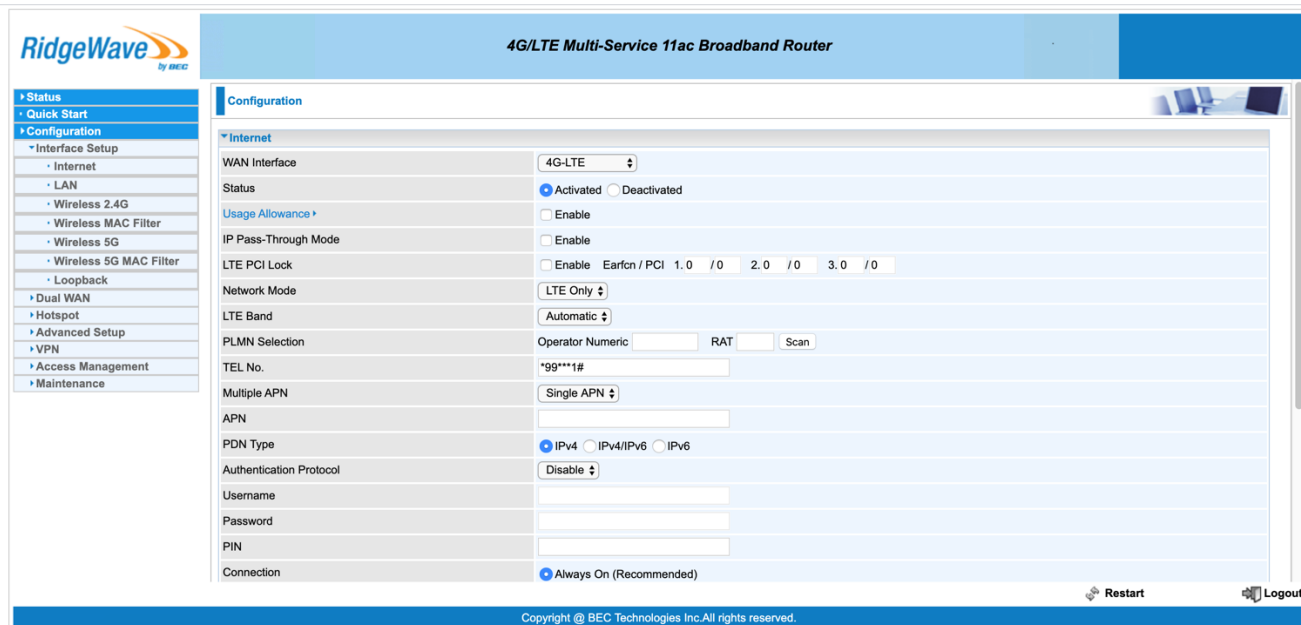 RidgeWave
by BEC
4G/LTE Multi-Service 11ac Broadband Router
Status
Quick Start
Configuration
Interface Setup
Internet
LAN
Wireless 2.4G
Wireless MAC Filter
Wireless 5G
Wireless 5G MAC Filter
Loopback
Dual WAN
Hotspot
Advanced Setup
VPN
Access Management
Maintenance
Configuration
Internet
WAN Interface 4G-LTE
Status Activated Deactivated
Usage Allowance Enable
IP Pass-Through Mode Enable
LTE PCI Lock Enable Earfcn / PCI 1. 0 / 0 2. 0 / 0 3. 0 / 0
Network Mode LTE Only
LTE Band Automatic
PLMN Selection Operator Numeric RAT Scan
TEL No. *99***1#
Multiple APN Single APN
APN
PDN Type IPv4 IPv4/IPv6 IPv6
Authentication Protocol Disable
Username
Password
PIN
Connection Always On (Recommended)
Restart Logout
Copyright @ BEC Technologies Inc.All rights reserved.